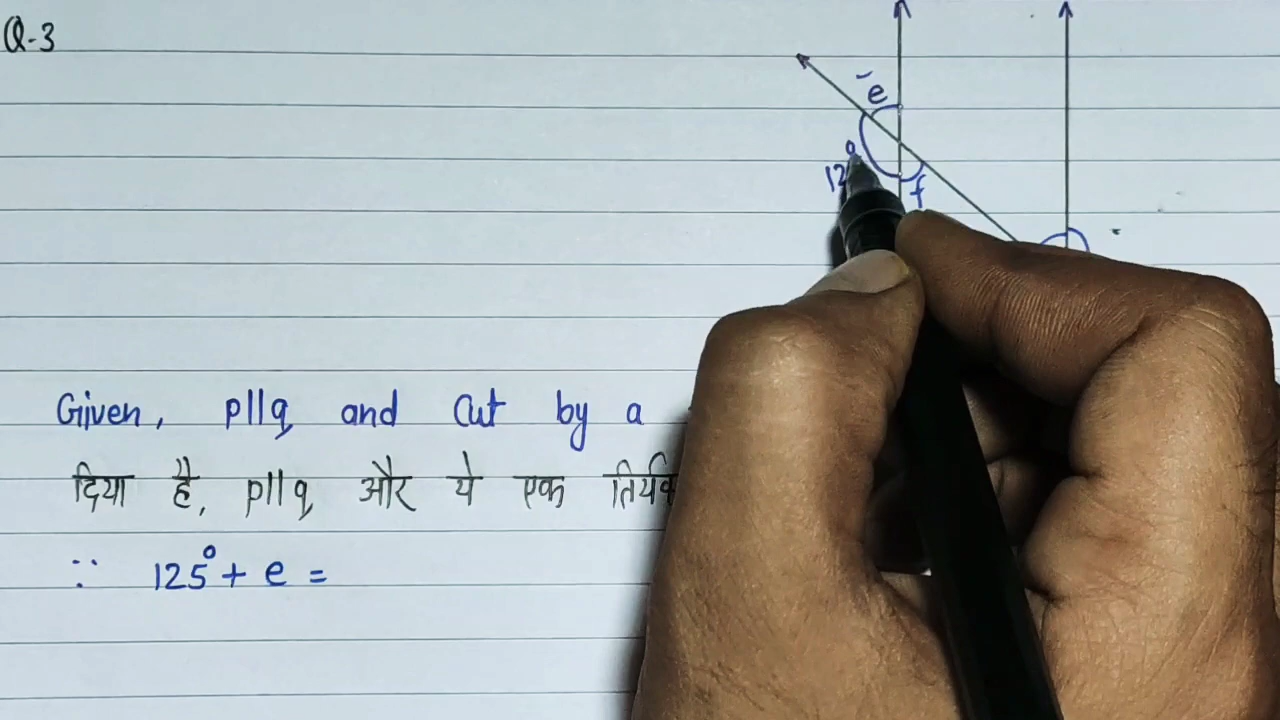 Q-3
e
f
Given, p||q and cut by a
दिया है, p||q और ये एक
∵ 125° + e =